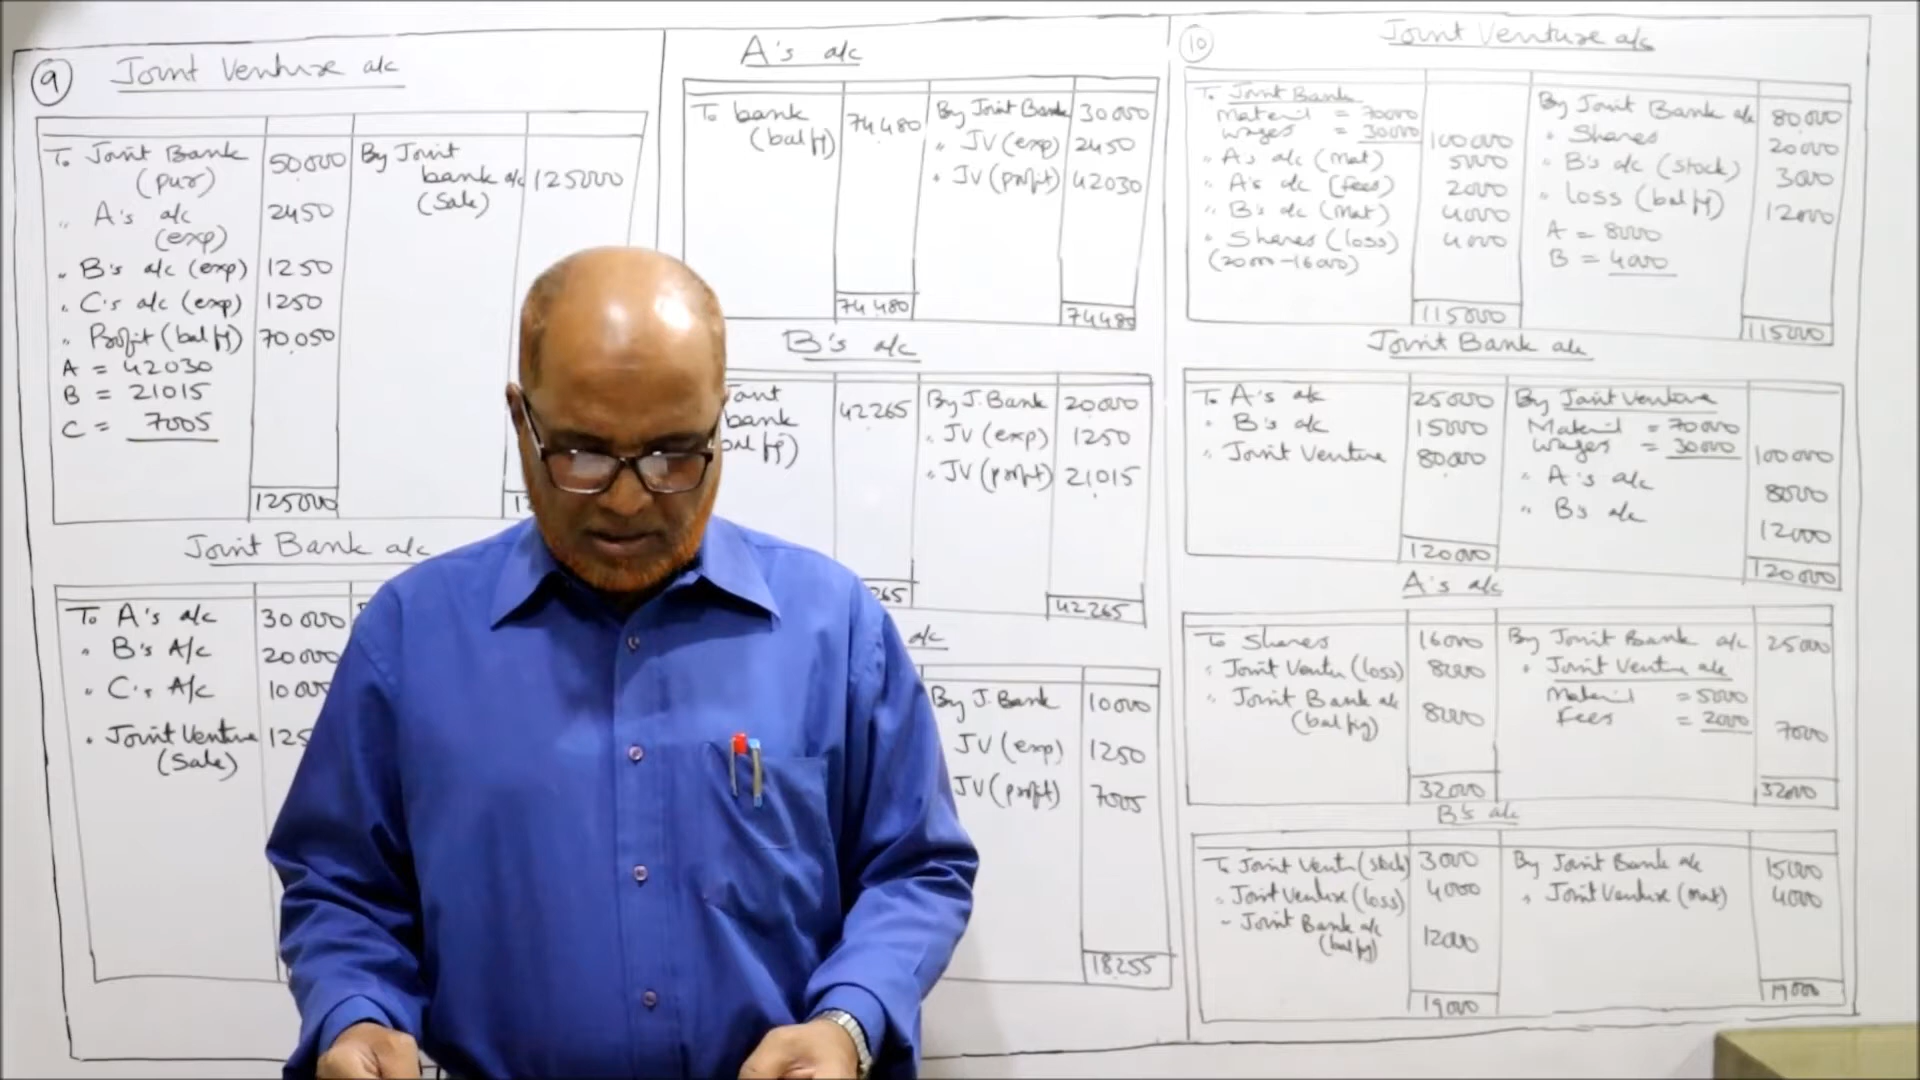 9 Joint Venture a/c
To Joint Bank 50000 By Joint
(pur) bank a/c 125000
" A's a/c 2450 (Sale)
(exp)
" B's a/c (exp) 1250
" C's a/c (exp) 1250
" Profit (bal fg) 70,050
A = 42030
B = 21015
C = 7005
125000
Joint Bank a/c
To A's a/c 30000
" B's A/c 20000
" C's A/c 10000
" Joint Venture
(Sale)
A's a/c
To bank 74480 By Joint Bank 30000
(bal fg) " JV (exp) 2450
" JV (profit) 42030
74480 74480
B's a/c
bank 42265 By J. Bank 20000
" JV (exp) 1250
" JV (profit) 21015
42265
a/c
By J. Bank 10000
JV (exp) 1250
JV (profit) 7005
18255
10 Joint Venture a/c
To Joint Bank By Joint Bank a/c 80000
Material = 70000 " Shares 20000
Wages = 30000 100000 " B's a/c (stock) 3000
" A's a/c (Mat) 5000 " loss (bal fg) 12000
" A's a/c (fees) 2000 A = 8000
" B's a/c (Mat) 4000 B = 4000
" Shares (loss) 4000
(20000-16000)
115000 115000
Joint Bank a/c
To A's a/c 25000 By Joint Venture
" B's a/c 15000 Material = 70000
" Joint Venture 80000 Wages = 30000 100000
" A's a/c 8000
" B's a/c 12000
120000 120000
A's a/c
To Shares 16000 By Joint Bank a/c 25000
" Joint Ventur (loss) 8000 " Joint Venture a/c
" Joint Bank a/c 8000 Material = 5000
(bal fg) Fees = 2000 7000
32000 32000
B's a/c
To Joint Ventur (stock) 3000 By Joint Bank a/c 15000
" Joint Venture (loss) 4000 " Joint Venture (mat) 4000
" Joint Bank a/c 12000
(bal fg)
19000 19000